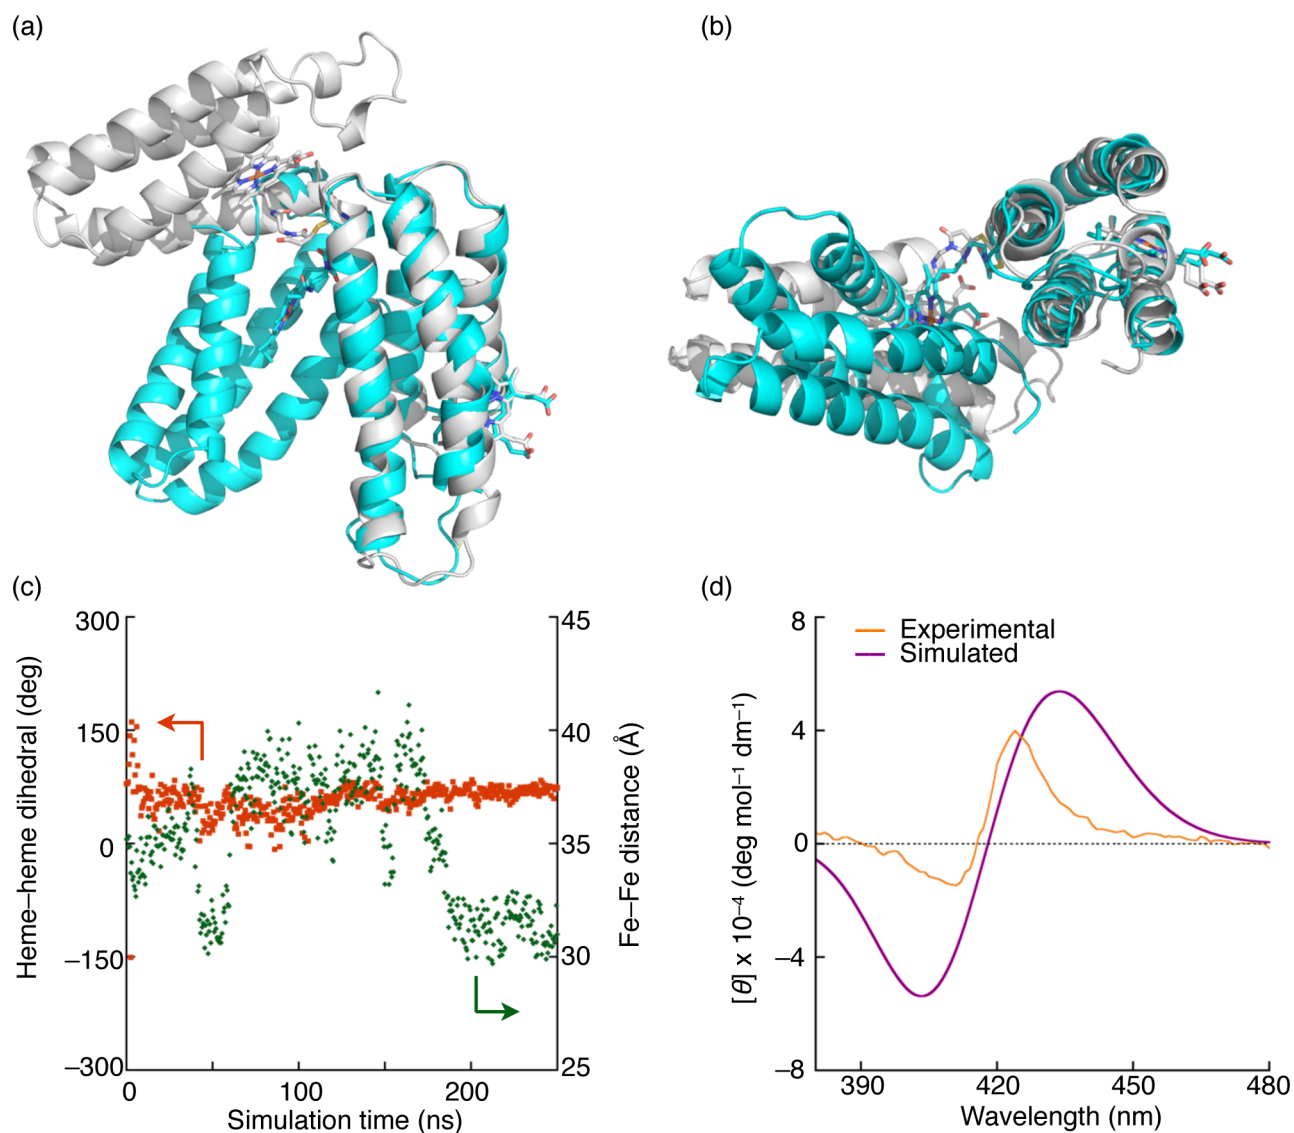 (a)
(b)
(c)
(d)
Heme–heme dihedral (deg)
300
150
0
–150
–300
45
40
35
30
25
Fe–Fe distance (Å)
0
100
200
Simulation time (ns)
[θ] x 10–4 (deg mol–1 dm–1)
8
4
0
–4
–8
Experimental
Simulated
390
420
450
480
Wavelength (nm)